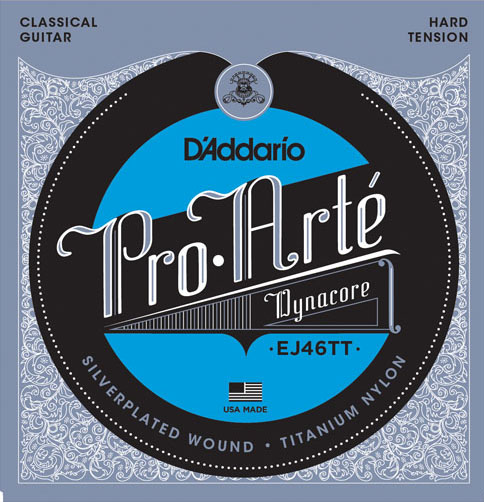 CLASSICAL
GUITAR
HARD
TENSION
D'Addario
Pro•Arté
Dynacore
•EJ46TT•
USA MADE
SILVERPLATED WOUND • TITANIUM NYLON